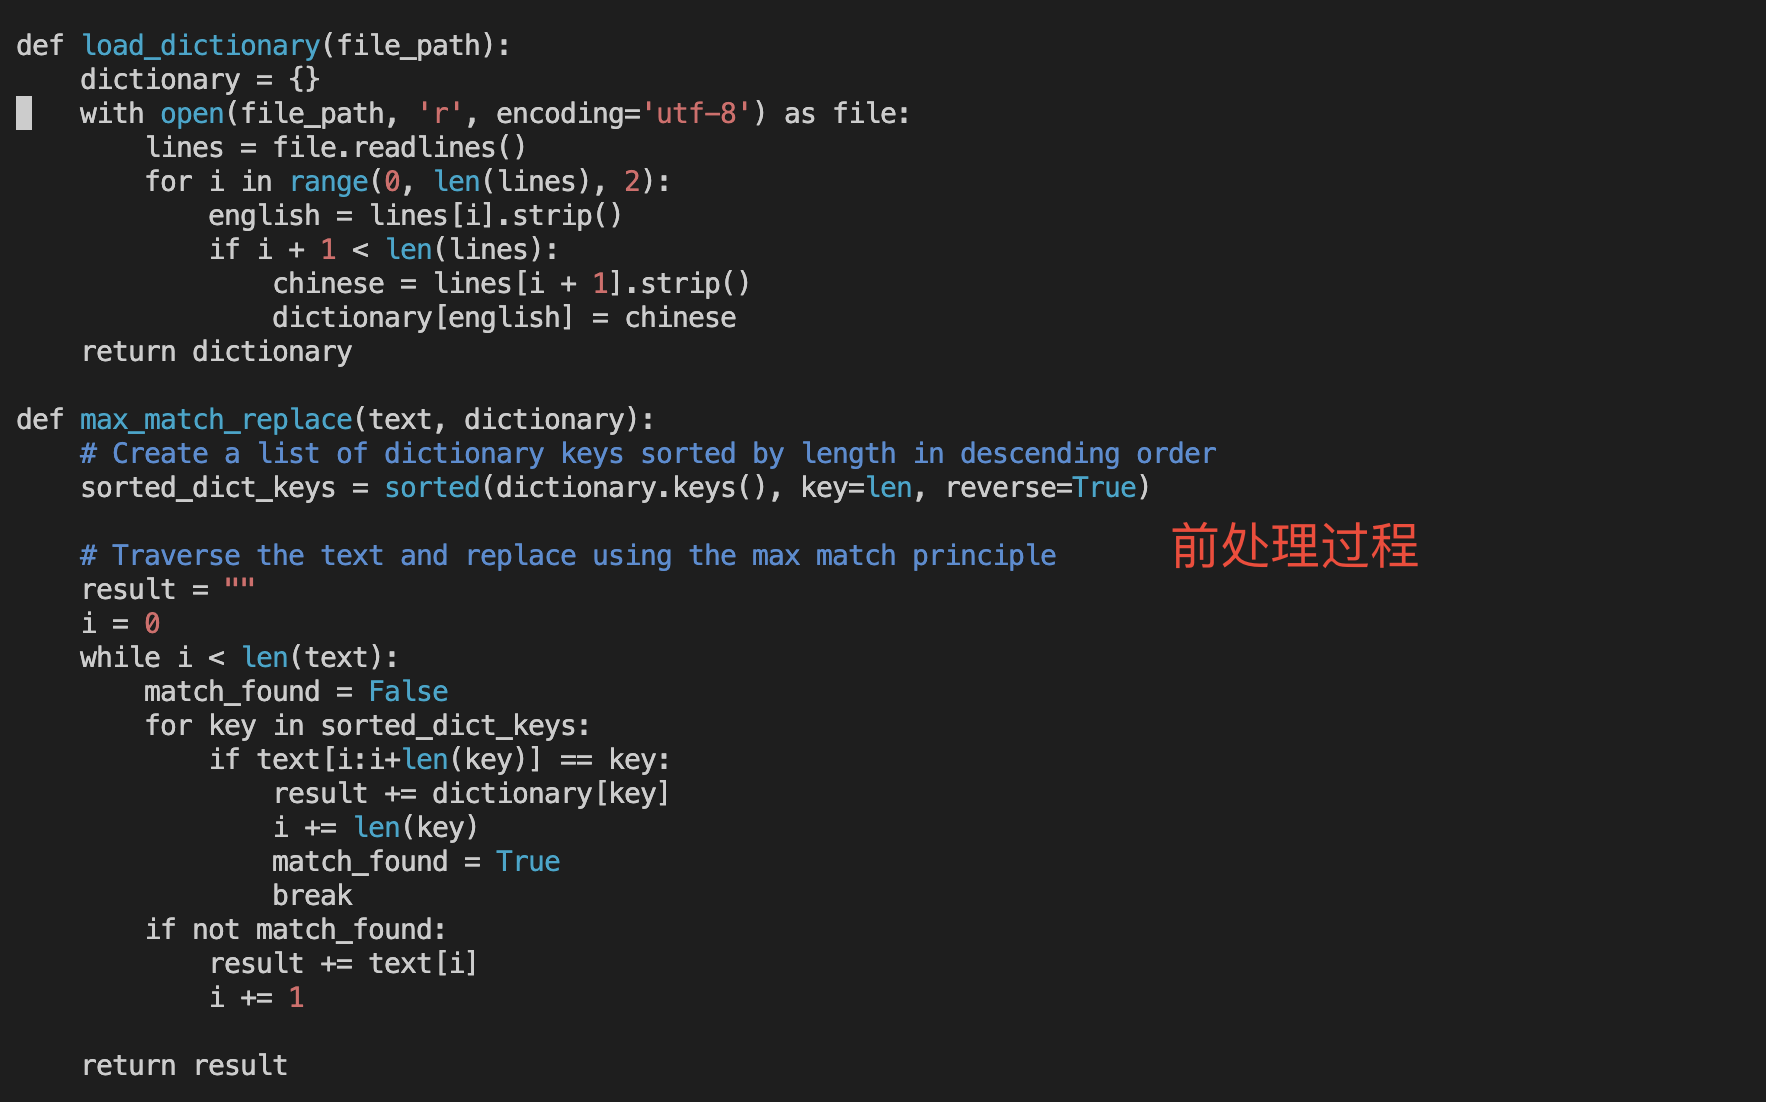 def load_dictionary(file_path):
    dictionary = {}
    with open(file_path, 'r', encoding='utf-8') as file:
        lines = file.readlines()
        for i in range(0, len(lines), 2):
            english = lines[i].strip()
            if i + 1 < len(lines):
                chinese = lines[i + 1].strip()
                dictionary[english] = chinese
    return dictionary

def max_match_replace(text, dictionary):
    # Create a list of dictionary keys sorted by length in descending order
    sorted_dict_keys = sorted(dictionary.keys(), key=len, reverse=True)
前处理过程
    # Traverse the text and replace using the max match principle
    result = ""
    i = 0
    while i < len(text):
        match_found = False
        for key in sorted_dict_keys:
            if text[i:i+len(key)] == key:
                result += dictionary[key]
                i += len(key)
                match_found = True
                break
        if not match_found:
            result += text[i]
            i += 1

    return result